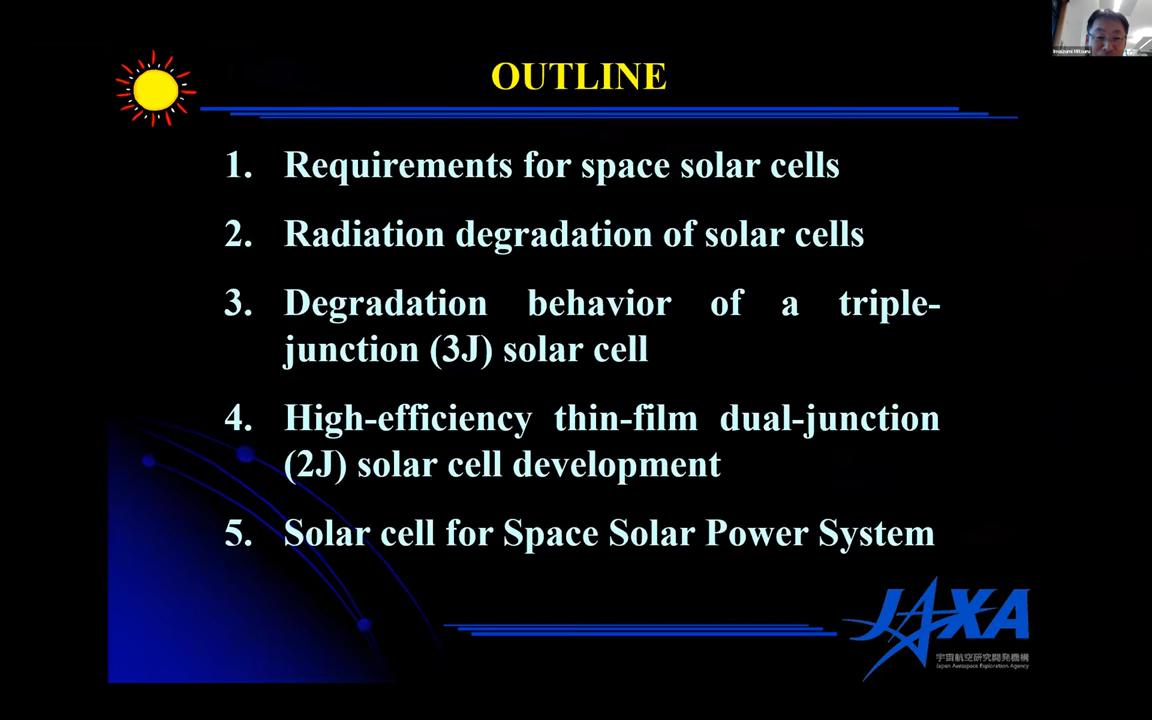 Imaizumi Mitsuru
OUTLINE
1. Requirements for space solar cells
2. Radiation degradation of solar cells
3. Degradation behavior of a triple-
junction (3J) solar cell
4. High-efficiency thin-film dual-junction
(2J) solar cell development
5. Solar cell for Space Solar Power System
JAXA
宇宙航空研究開発機構
Japan Aerospace Exploration Agency